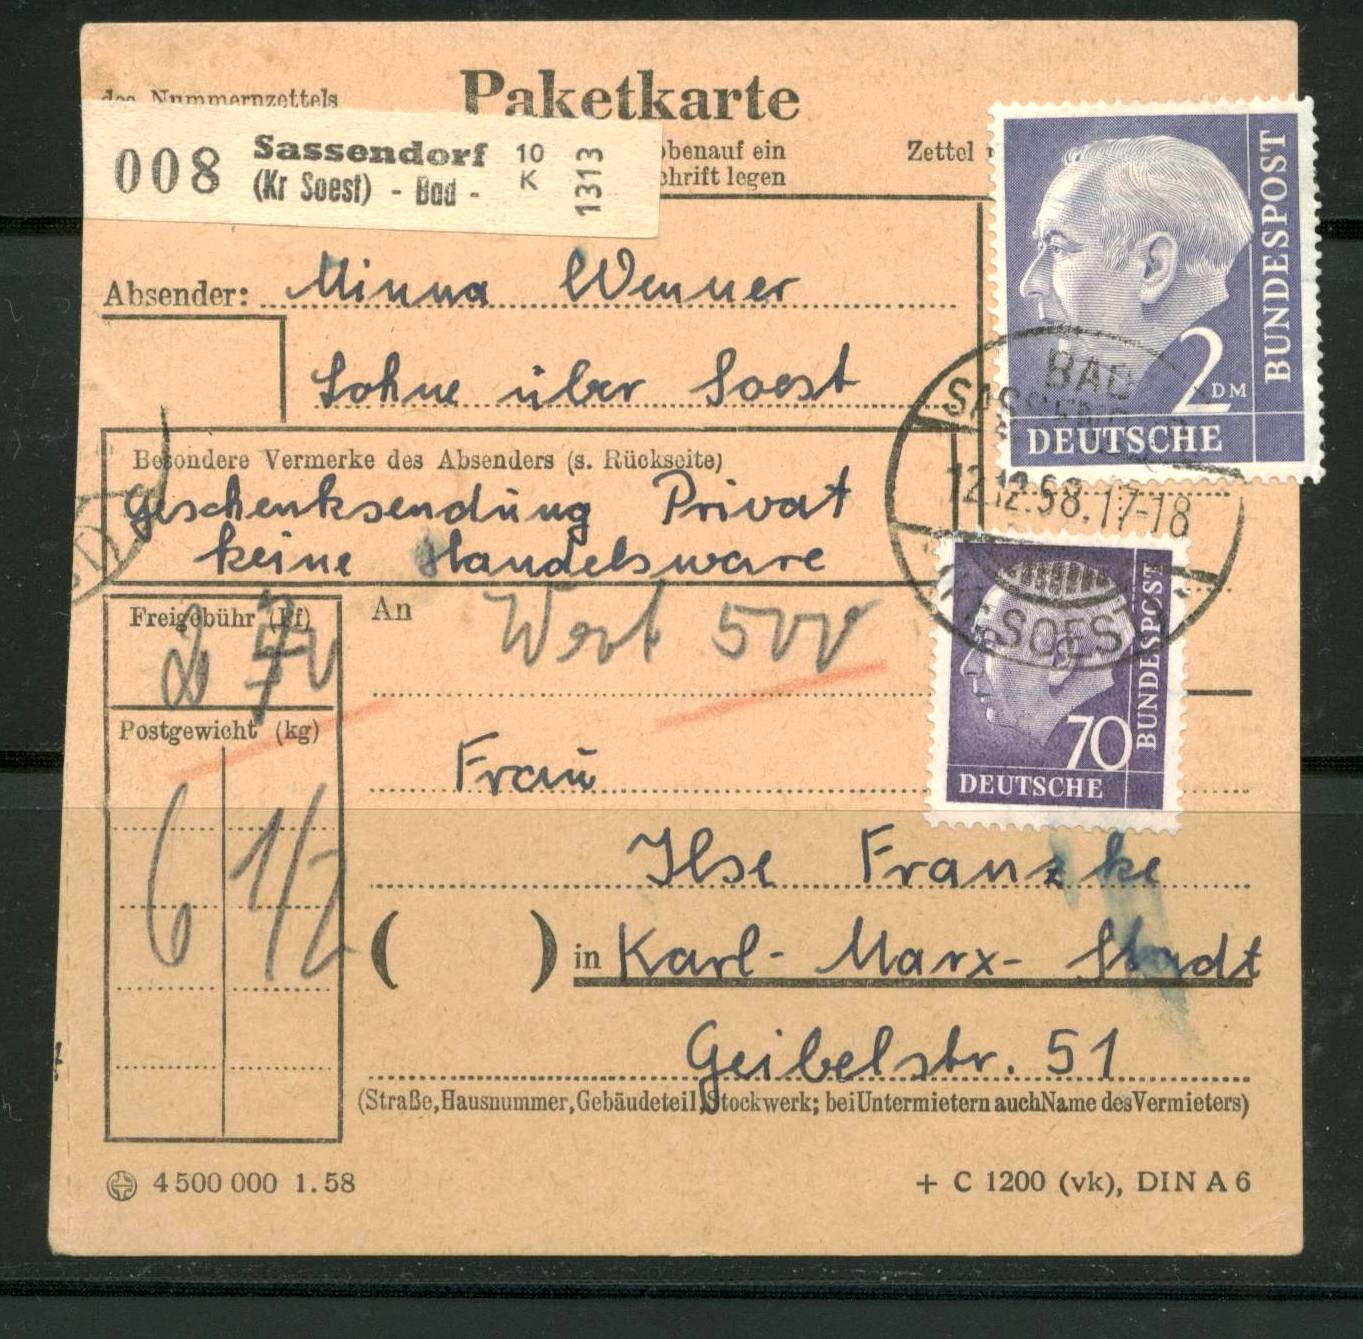 des Nummernzettels
Paketkarte
008 Sassendorf 10 1313
(Kr Soest) - Bad - K
obenauf ein
Zettel
chrift legen
Absender: Minna Wenner
Lohne über Soest
Besondere Vermerke des Absenders (s. Rückseite)
Geschenksendung Privat
keine Handelsware
2 DM
DEUTSCHE
BUNDESPOST
BAD
SASSENDORF
12.12.58.17-18
SOEST
70
DEUTSCHE
BUNDESPOST
Freigebühr (Pf)
2 70
Postgewicht (kg)
6 1/2
An
Wert 500
Frau
Ilse Franzke
( ) in Karl-Marx-Stadt
Geibelstr. 51
(Straße, Hausnummer, Gebäudeteil, Stockwerk; bei Untermietern auch Name des Vermieters)
4 500 000 1.58
+ C 1200 (vk), DIN A 6